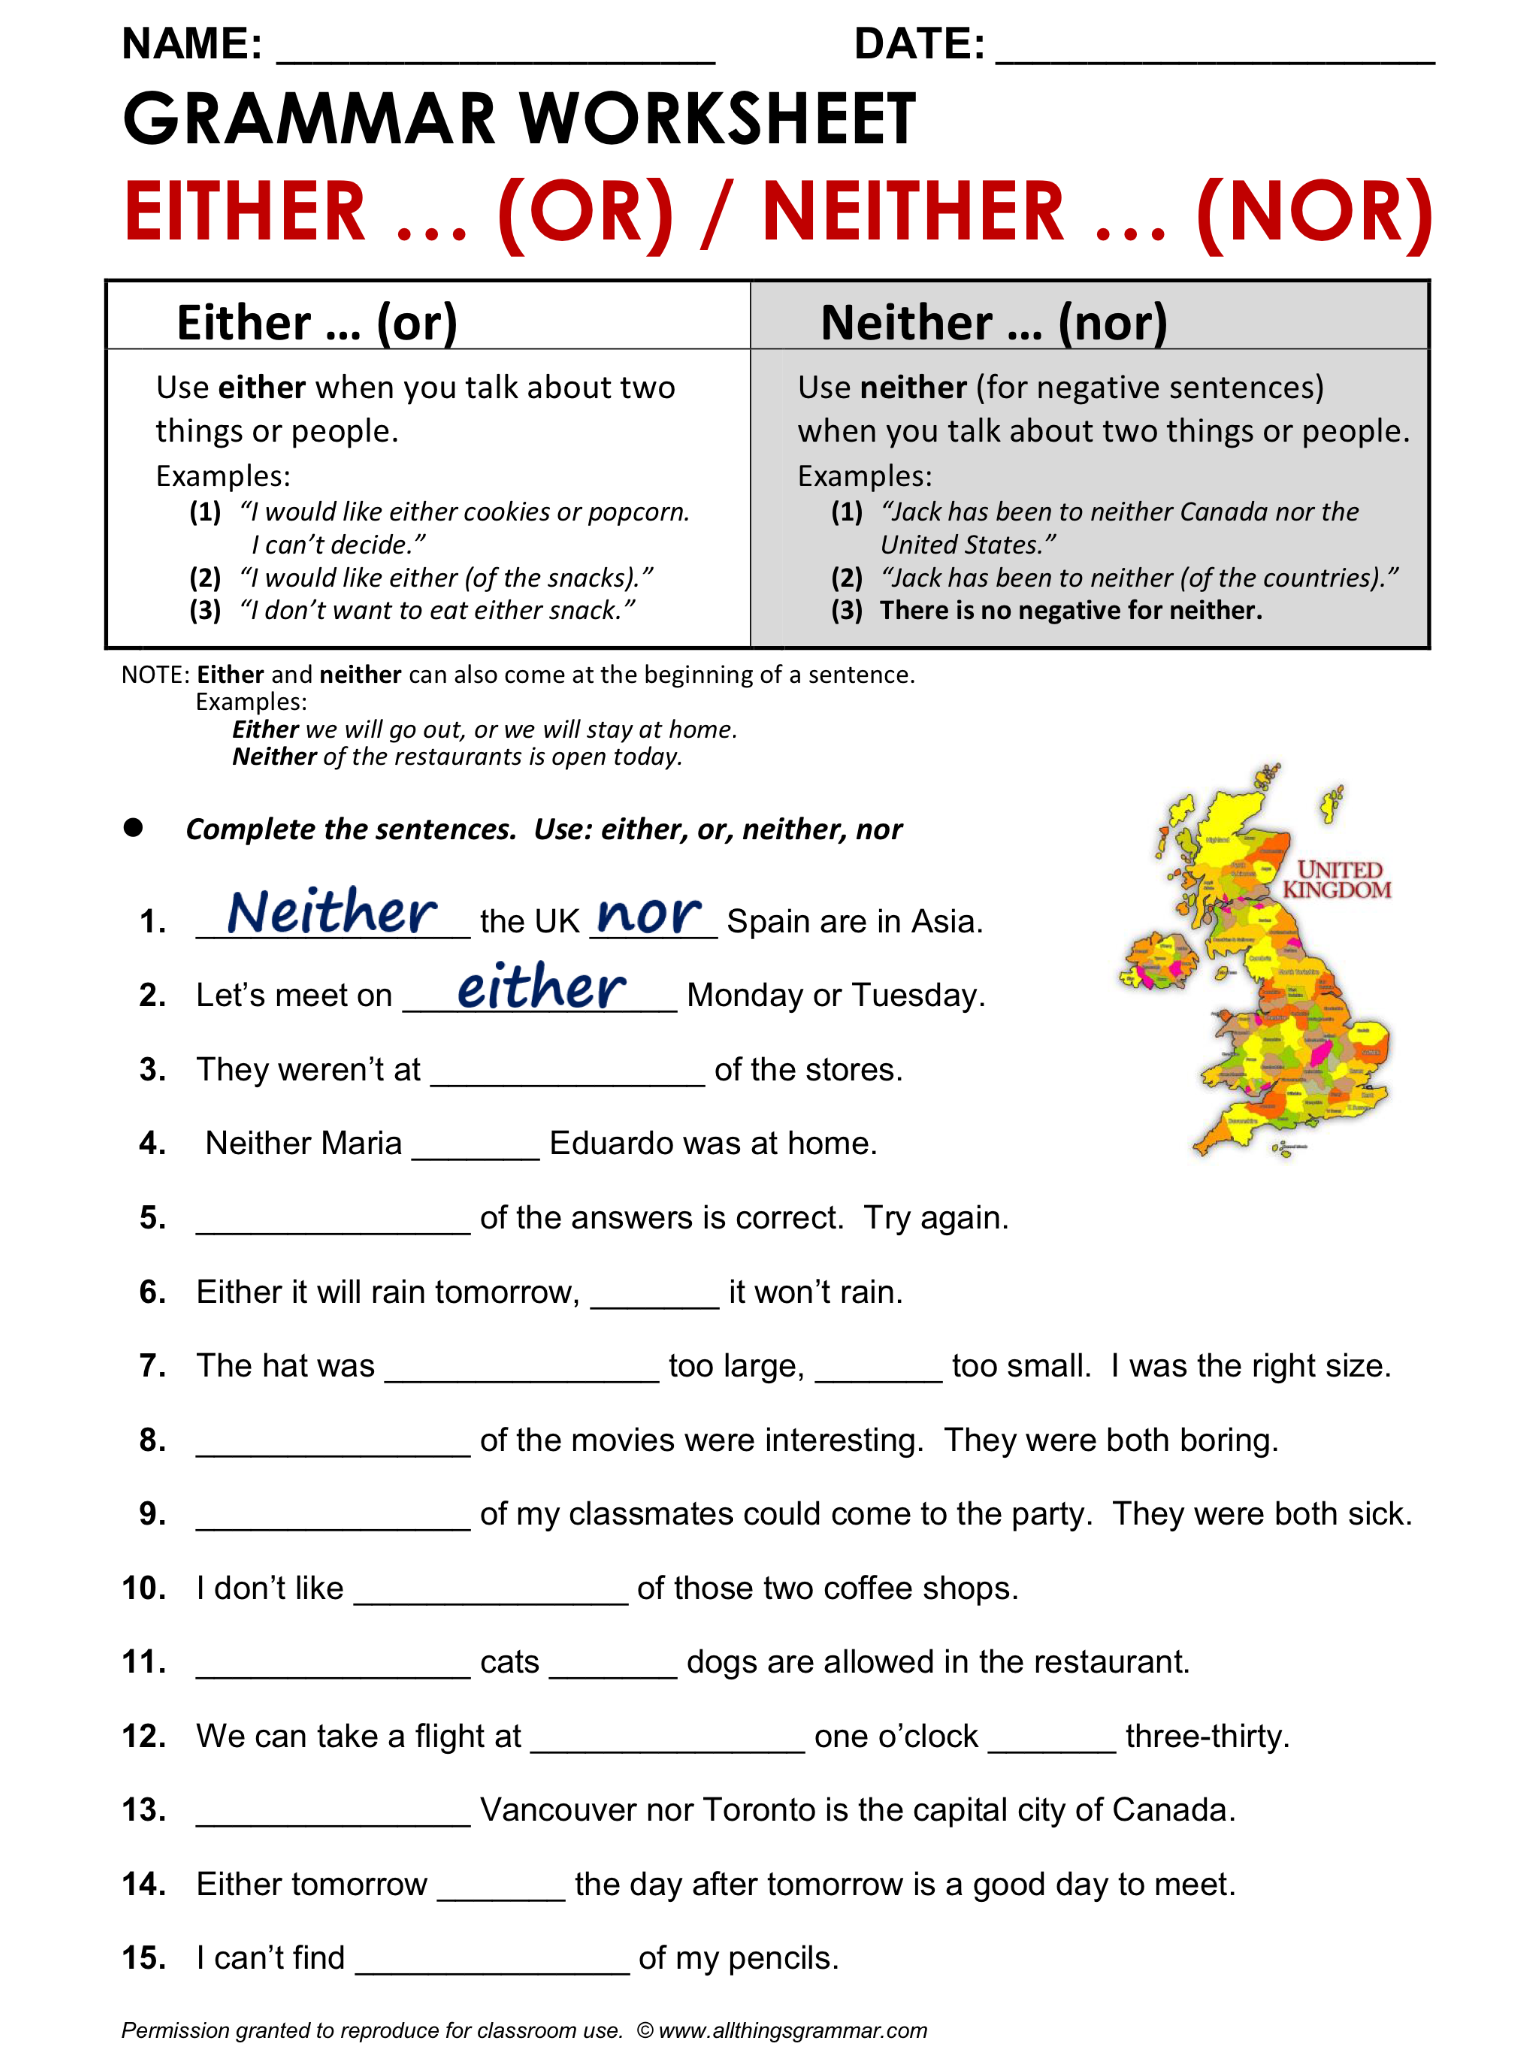 NAME: ____________________ DATE: ____________________
GRAMMAR WORKSHEET
EITHER … (OR) / NEITHER … (NOR)
Either … (or)
Use either when you talk about two
things or people.
Examples:
(1) “I would like either cookies or popcorn.
I can’t decide.”
(2) “I would like either (of the snacks).”
(3) “I don’t want to eat either snack.”
Neither … (nor)
Use neither (for negative sentences)
when you talk about two things or people.
Examples:
(1) “Jack has been to neither Canada nor the
United States.”
(2) “Jack has been to neither (of the countries).”
(3) There is no negative for neither.
NOTE: Either and neither can also come at the beginning of a sentence.
Examples:
Either we will go out, or we will stay at home.
Neither of the restaurants is open today.
● Complete the sentences. Use: either, or, neither, nor
UNITED
KINGDOM
1. Neither the UK nor Spain are in Asia.
2. Let’s meet on either Monday or Tuesday.
3. They weren’t at _______________ of the stores.
4. Neither Maria _______ Eduardo was at home.
5. _______________ of the answers is correct. Try again.
6. Either it will rain tomorrow, _______ it won’t rain.
7. The hat was _______________ too large, _______ too small. I was the right size.
8. _______________ of the movies were interesting. They were both boring.
9. _______________ of my classmates could come to the party. They were both sick.
10. I don’t like _______________ of those two coffee shops.
11. _______________ cats _______ dogs are allowed in the restaurant.
12. We can take a flight at _______________ one o’clock _______ three-thirty.
13. _______________ Vancouver nor Toronto is the capital city of Canada.
14. Either tomorrow _______ the day after tomorrow is a good day to meet.
15. I can’t find _______________ of my pencils.
Permission granted to reproduce for classroom use. © www.allthingsgrammar.com